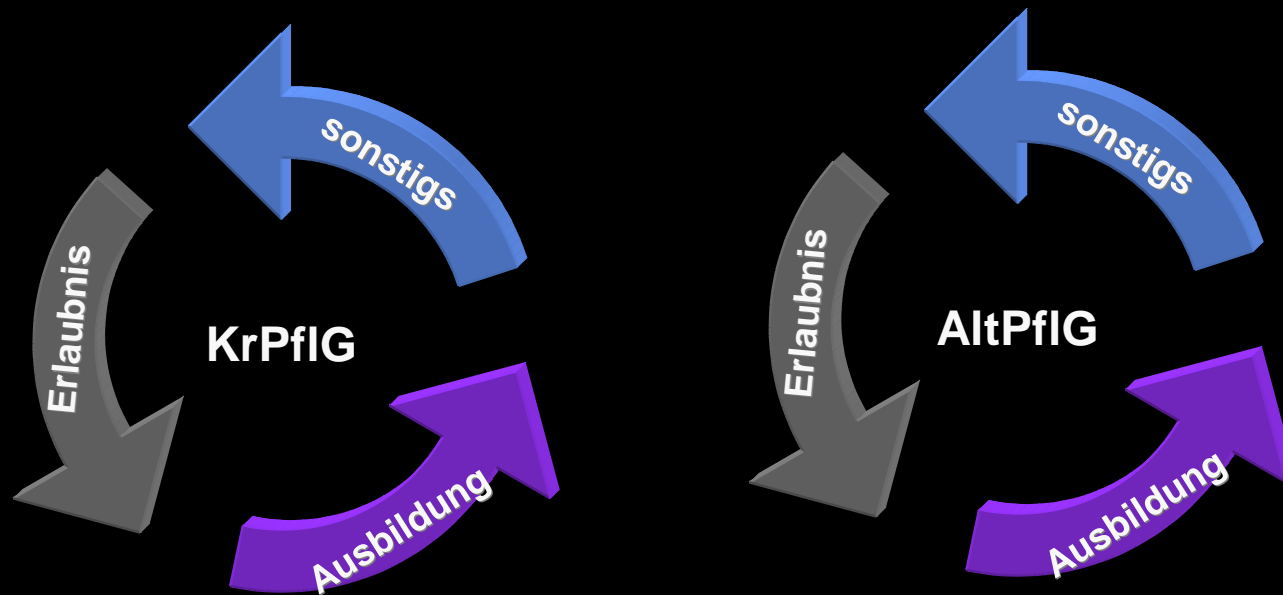 sonstigs
Erlaubnis
KrPflG
Ausbildung
sonstigs
Erlaubnis
AltPflG
Ausbildung